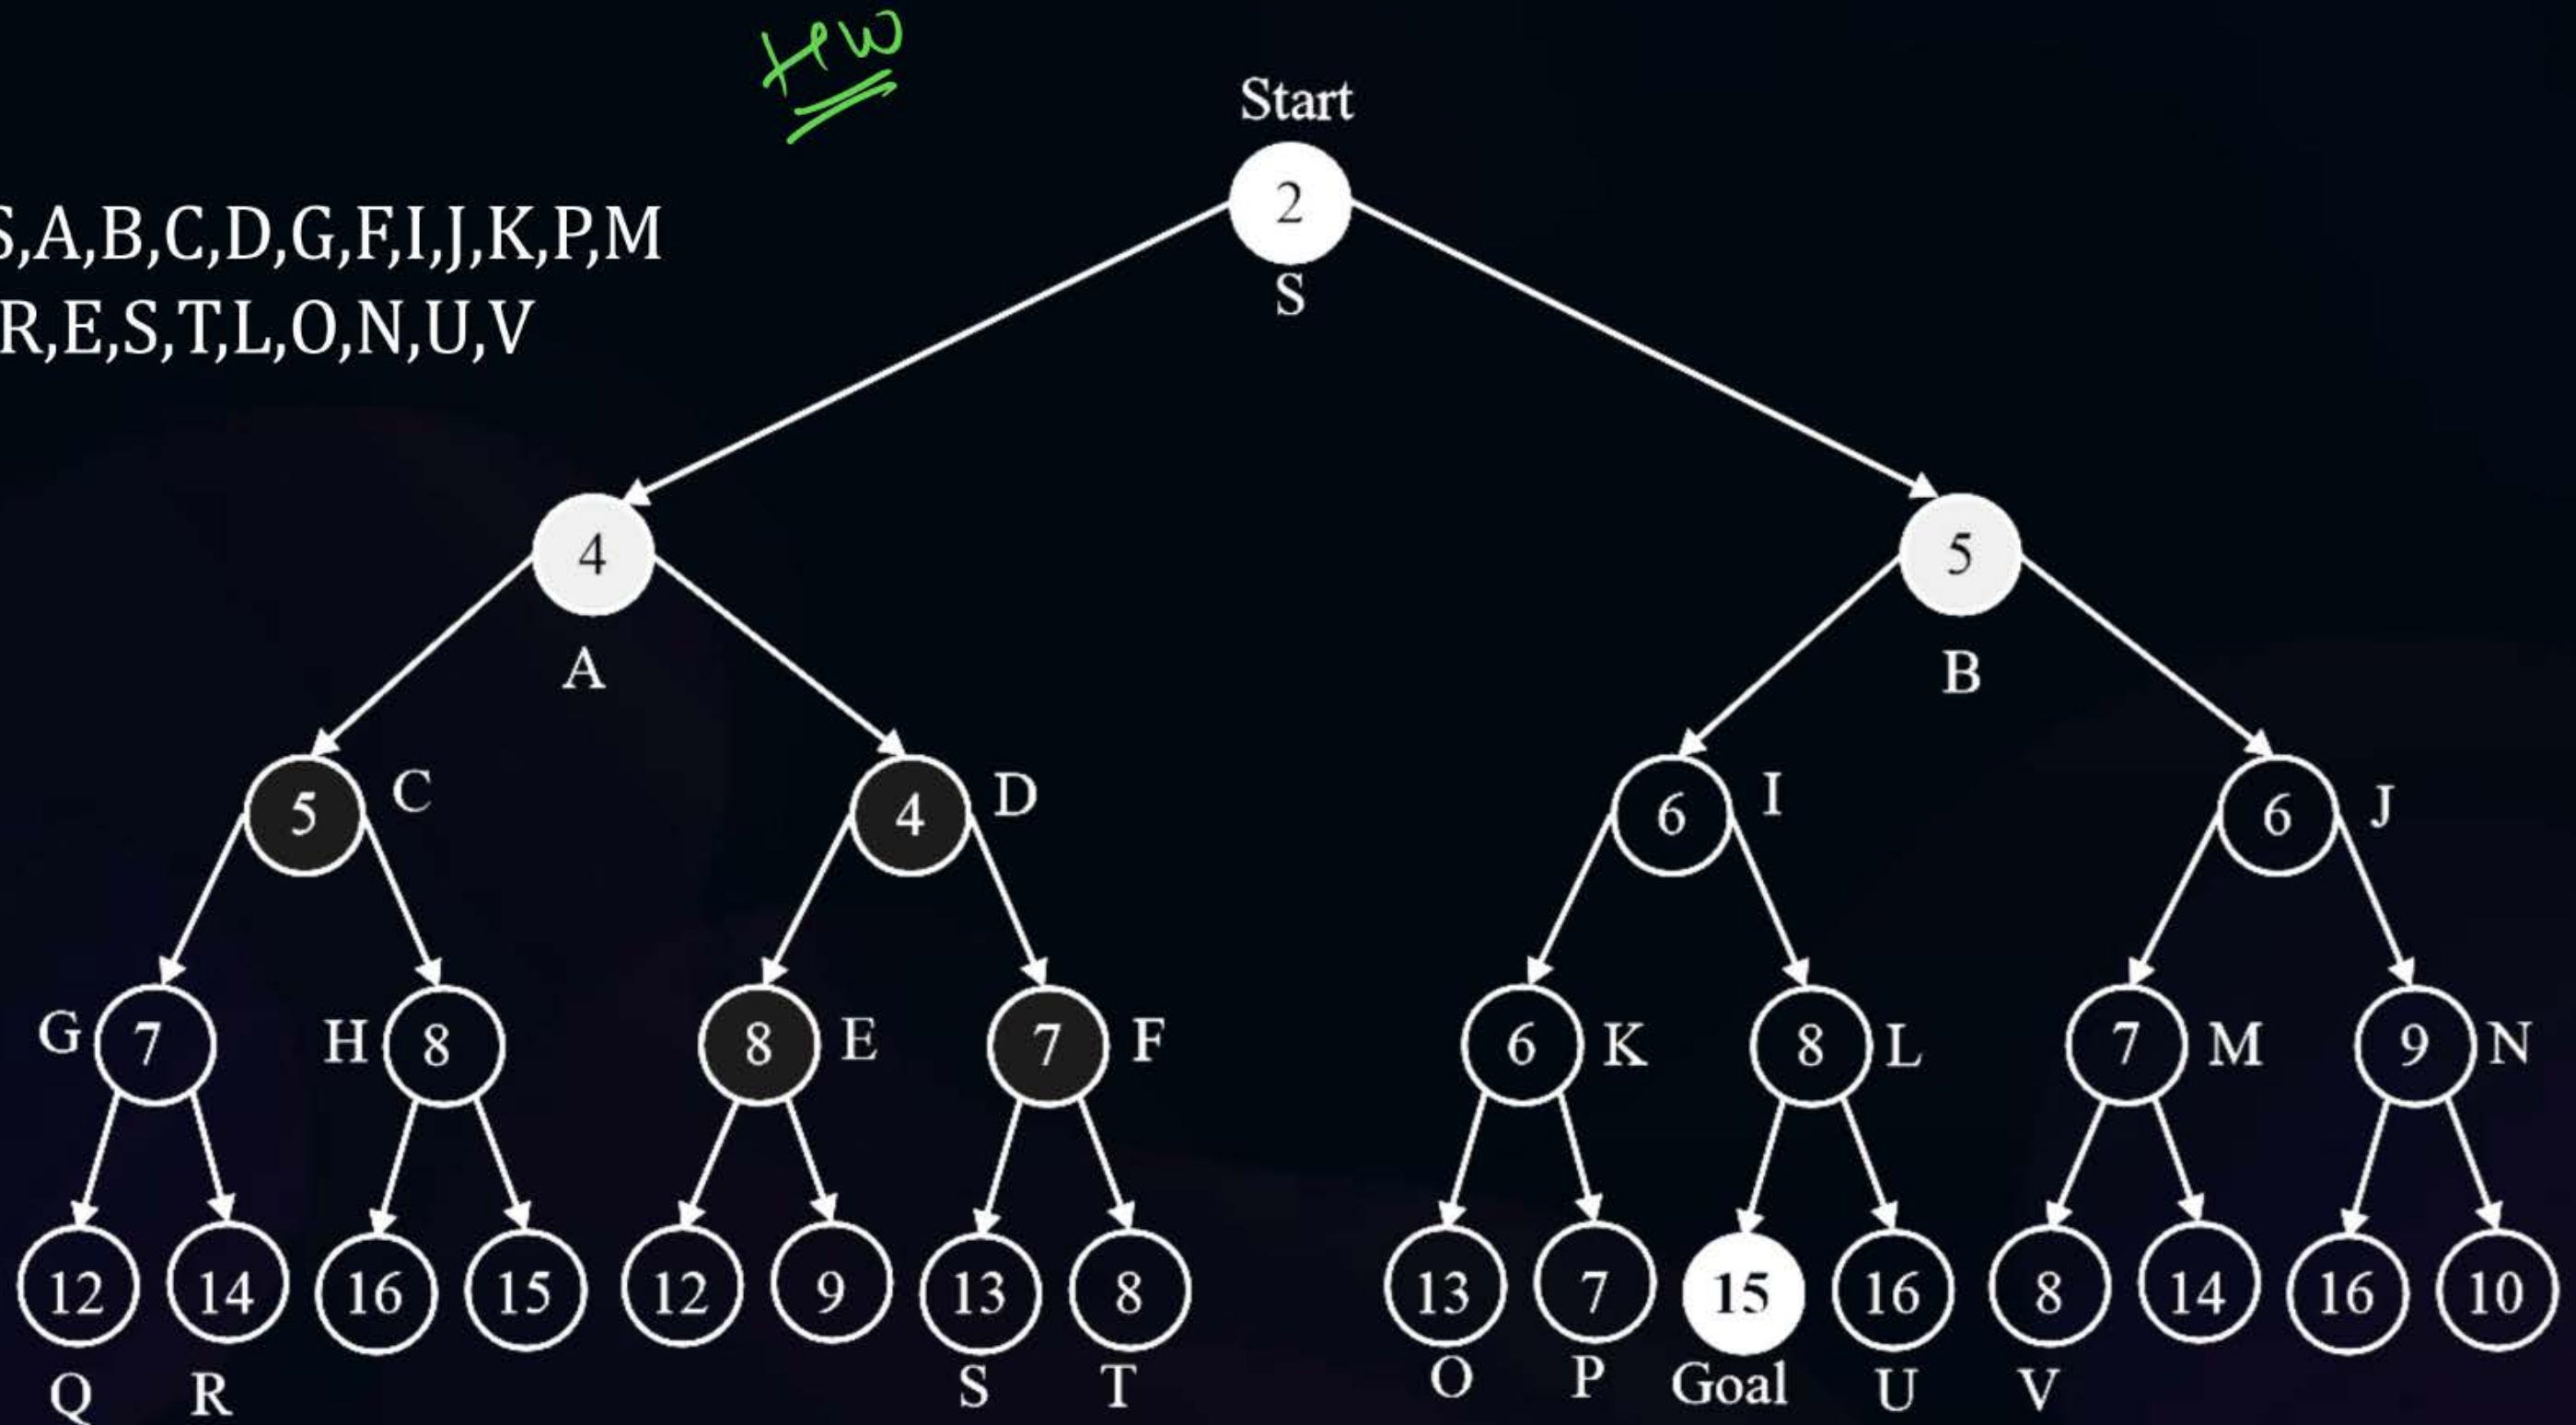 HW
Start
2
S
S,A,B,C,D,G,F,I,J,K,P,M
R,E,S,T,L,O,N,U,V
4
5
A
B
5 C
4 D
6 I
6 J
G 7
H 8
8 E
7 F
6 K
8 L
7 M
9 N
12 14 16 15 12 9 13 8 13 7 15 16 8 14 16 10
Q R S T O P Goal U V